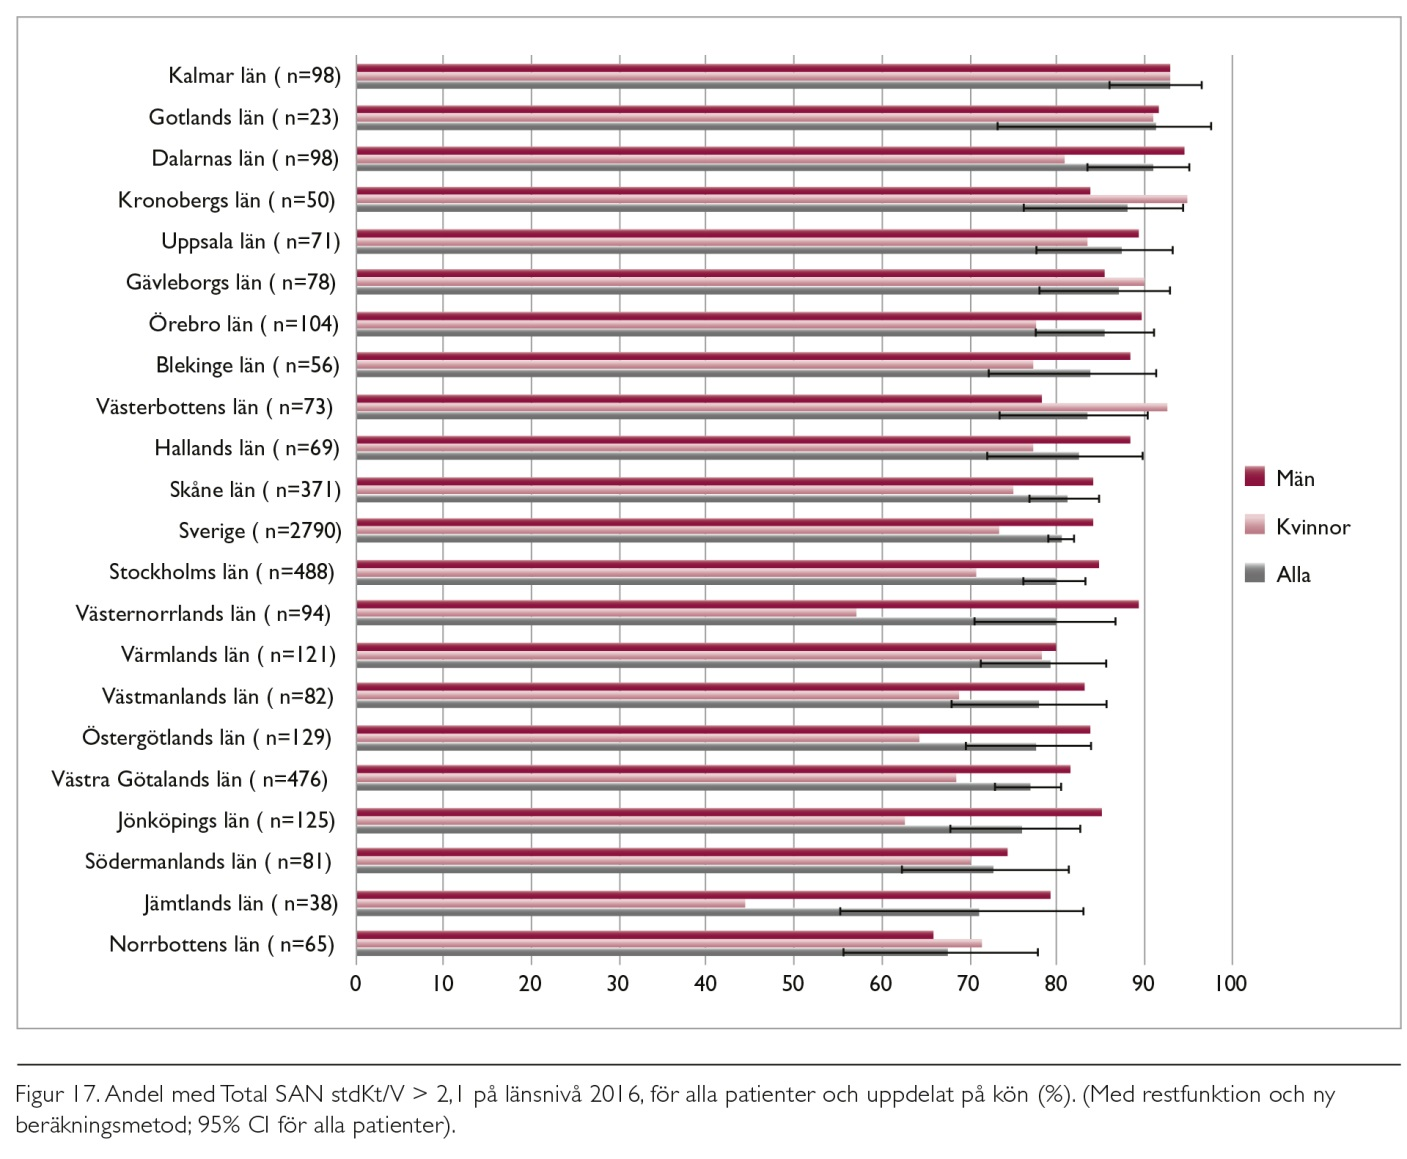 Kalmar län ( n=98)
Gotlands län ( n=23)
Dalarnas län ( n=98)
Kronobergs län ( n=50)
Uppsala län ( n=71)
Gävleborgs län ( n=78)
Örebro län ( n=104)
Blekinge län ( n=56)
Västerbottens län ( n=73)
Hallands län ( n=69)
Skåne län ( n=371)
Sverige ( n=2790)
Stockholms län ( n=488)
Västernorrlands län ( n=94)
Värmlands län ( n=121)
Västmanlands län ( n=82)
Östergötlands län ( n=129)
Västra Götalands län ( n=476)
Jönköpings län ( n=125)
Södermanlands län ( n=81)
Jämtlands län ( n=38)
Norrbottens län ( n=65)
0 10 20 30 40 50 60 70 80 90 100
Män
Kvinnor
Alla
Figur 17. Andel med Total SAN stdKt/V > 2,1 på länsnivå 2016, för alla patienter och uppdelat på kön (%). (Med restfunktion och ny
beräkningsmetod; 95% CI för alla patienter).